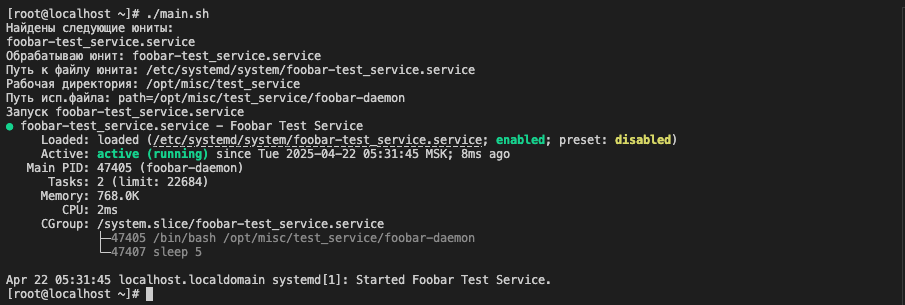 [root@localhost ~]# ./main.sh
Найдены следующие юниты:
foobar-test_service.service
Обрабатываю юнит: foobar-test_service.service
Путь к файлу юнита: /etc/systemd/system/foobar-test_service.service
Рабочая директория: /opt/misc/test_service
Путь исп.файла: path=/opt/misc/test_service/foobar-daemon
Запуск foobar-test_service.service
● foobar-test_service.service - Foobar Test Service
     Loaded: loaded (/etc/systemd/system/foobar-test_service.service; enabled; preset: disabled)
     Active: active (running) since Tue 2025-04-22 05:31:45 MSK; 8ms ago
   Main PID: 47405 (foobar-daemon)
      Tasks: 2 (limit: 22684)
     Memory: 768.0K
        CPU: 2ms
     CGroup: /system.slice/foobar-test_service.service
             ├─47405 /bin/bash /opt/misc/test_service/foobar-daemon
             └─47407 sleep 5

Apr 22 05:31:45 localhost.localdomain systemd[1]: Started Foobar Test Service.
[root@localhost ~]#